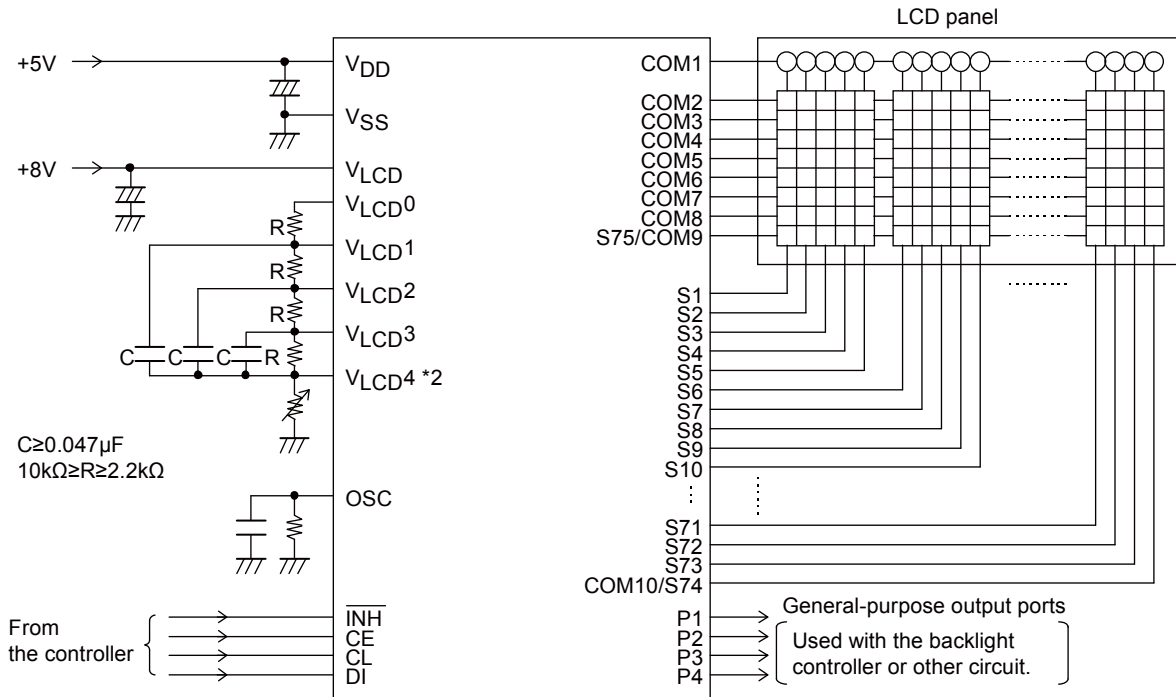 LCD panel
+5V
VDD
COM1
COM2
VSS
COM3
COM4
+8V
VLCD
COM5
COM6
VLCD0
COM7
R
COM8
VLCD1
S75/COM9
R
VLCD2
S1
R
S2
VLCD3
S3
C
C
C
R
S4
VLCD4 *2
S5
S6
S7
S8
C≥0.047µF
S9
10kΩ≥R≥2.2kΩ
S10
OSC
S71
S72
S73
COM10/S74
From
the controller
INH
CE
CL
DI
P1
P2
P3
P4
General-purpose output ports
Used with the backlight
controller or other circuit.